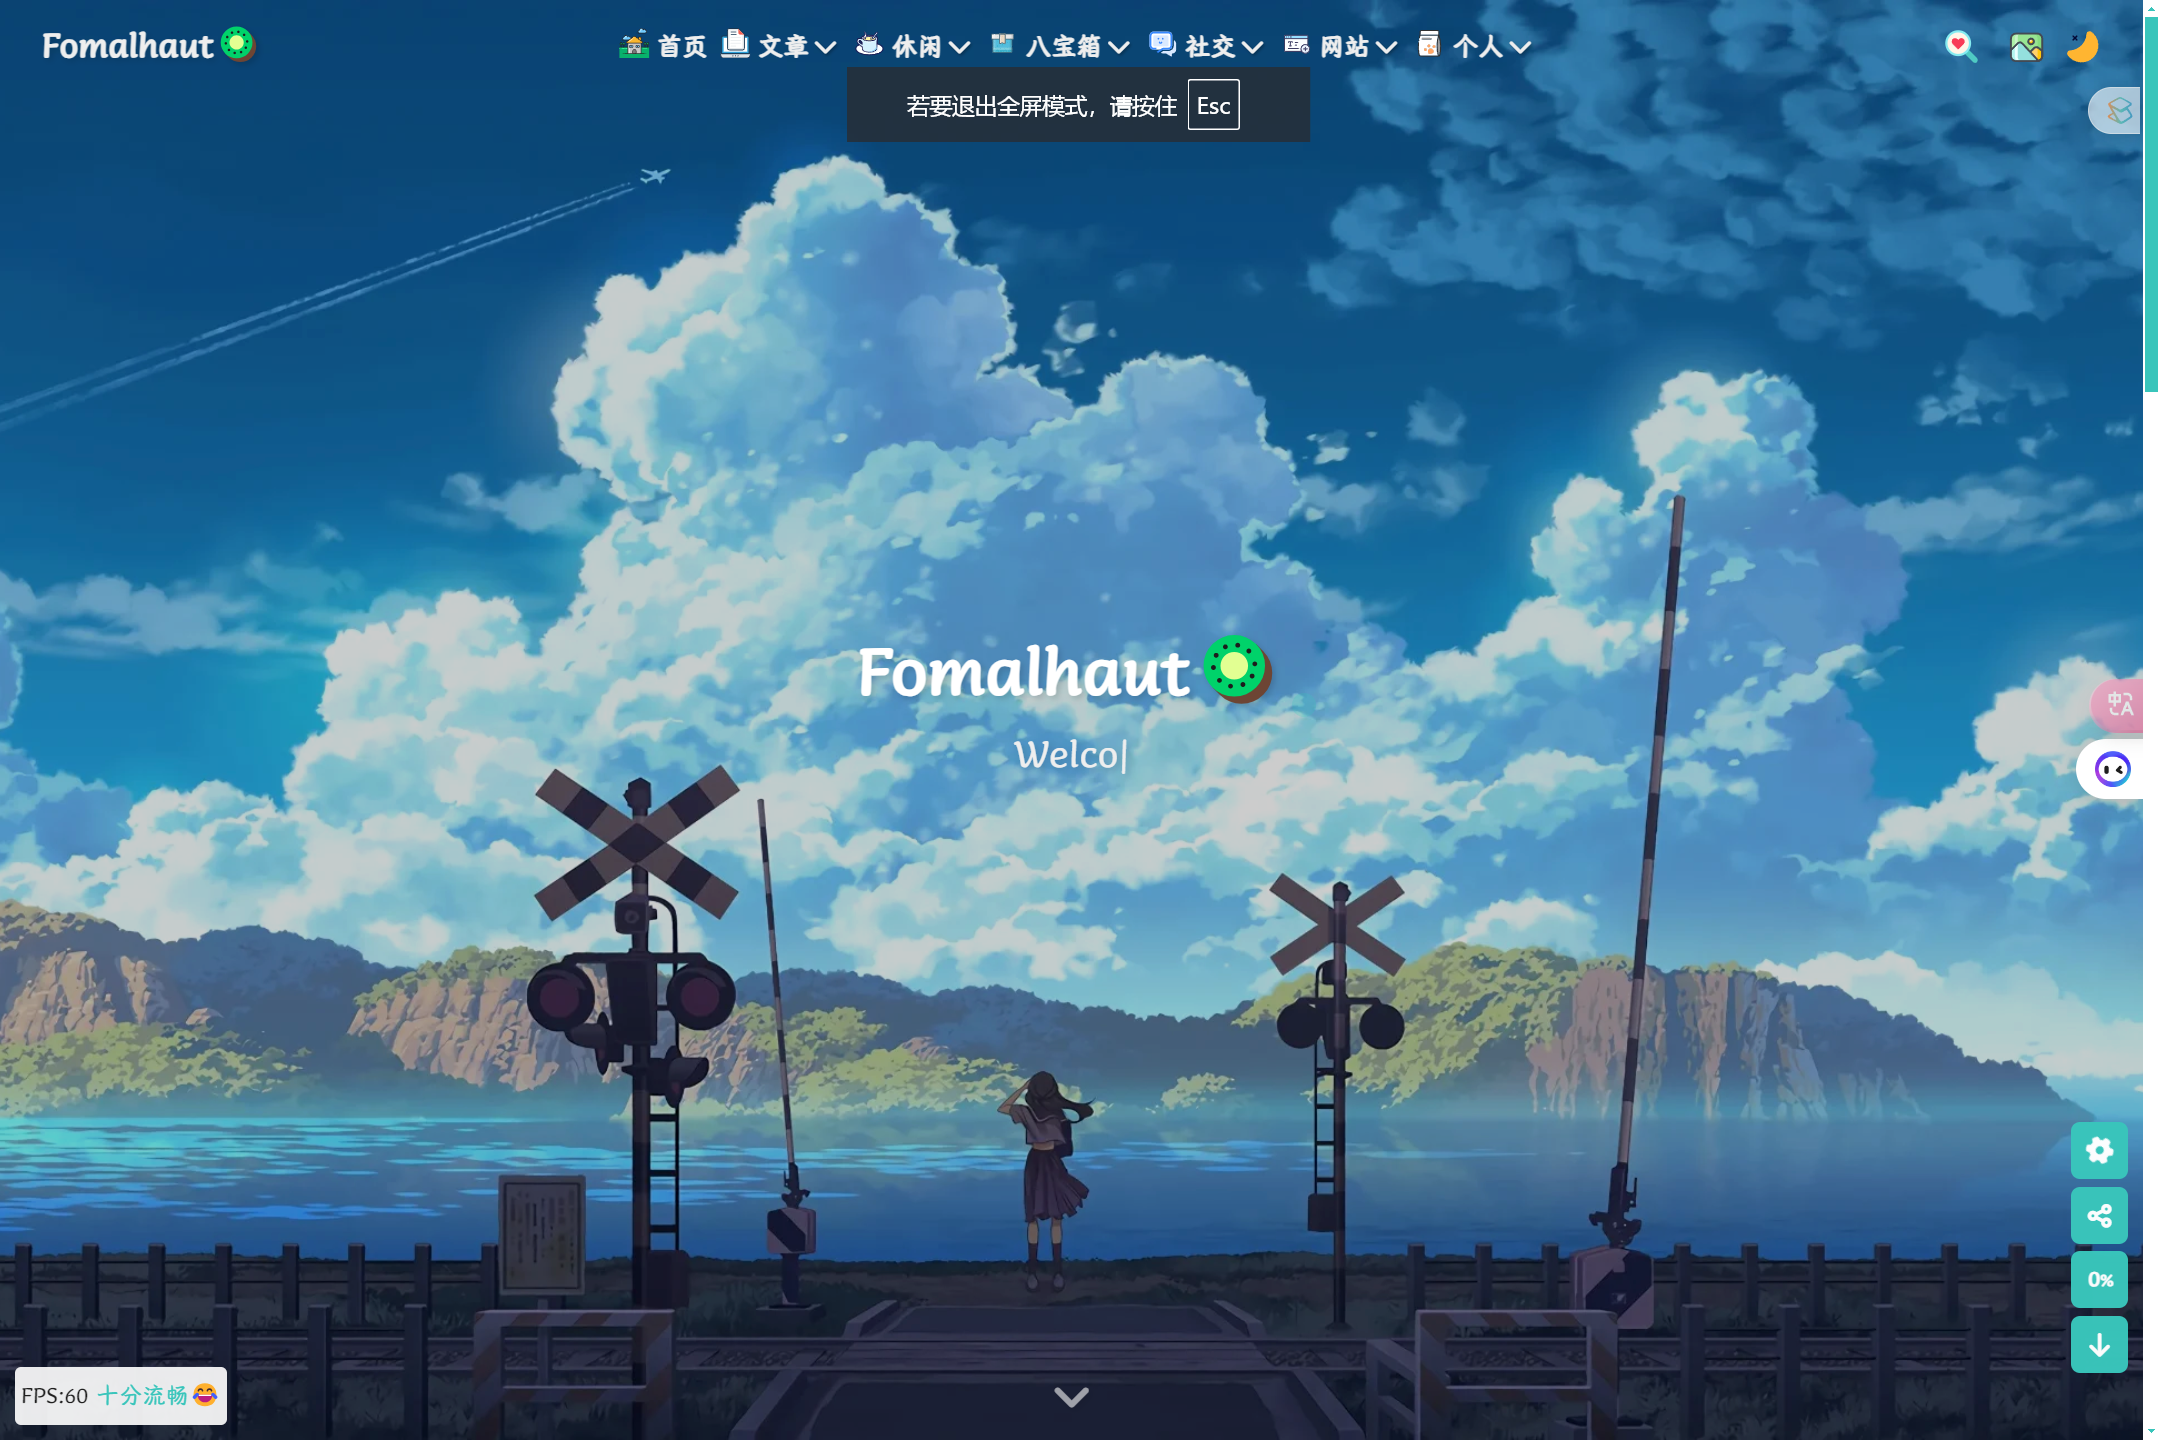 Fomalhaut
首页 文章 休闲 八宝箱 社交 网站 个人
若要退出全屏模式，请按住 Esc
Fomalhaut
Welco|
中A
0%
FPS:60 十分流畅